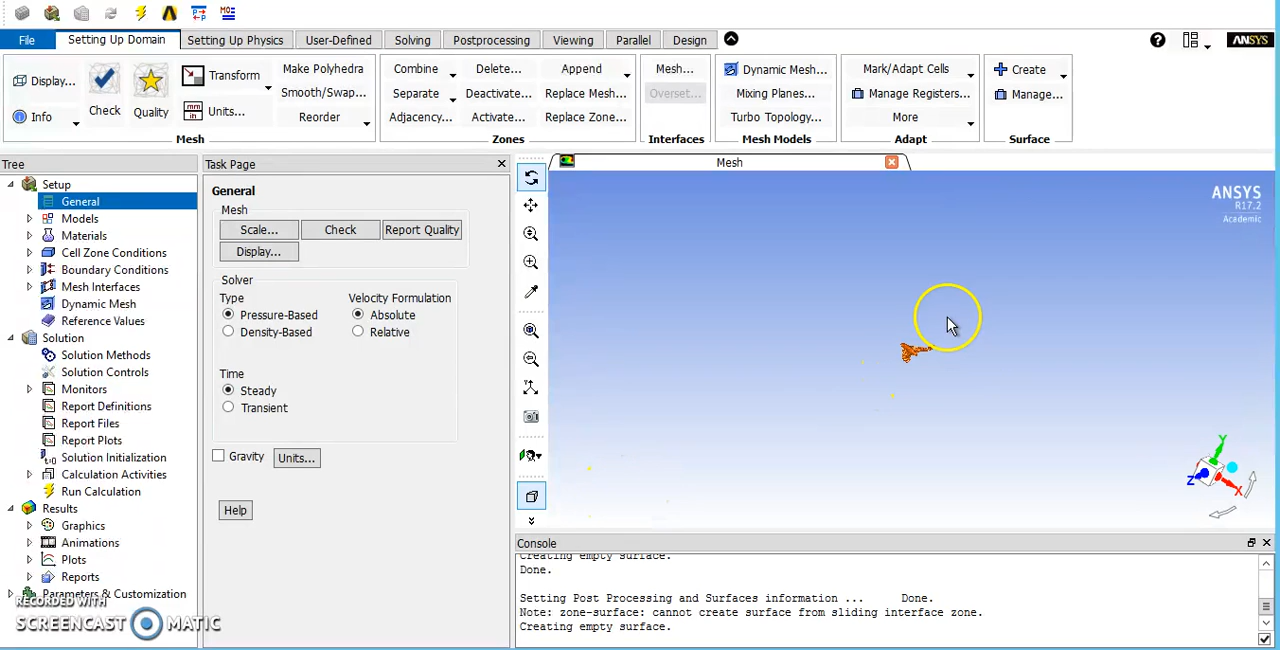 File
Setting Up Domain
Setting Up Physics
User-Defined
Solving
Postprocessing
Viewing
Parallel
Design
ANSYS
Display...
Info
Check
Quality
Transform
Units...
Make Polyhedra
Smooth/Swap...
Reorder
Mesh
Combine
Separate
Adjacency...
Delete...
Deactivate...
Activate...
Append
Replace Mesh...
Replace Zone...
Zones
Mesh...
Overset...
Interfaces
Dynamic Mesh...
Mixing Planes...
Turbo Topology...
Mesh Models
Mark/Adapt Cells
Manage Registers...
More
Adapt
Create
Manage...
Surface
Tree
Setup
General
Models
Materials
Cell Zone Conditions
Boundary Conditions
Mesh Interfaces
Dynamic Mesh
Reference Values
Solution
Solution Methods
Solution Controls
Monitors
Report Definitions
Report Files
Report Plots
Solution Initialization
Calculation Activities
Run Calculation
Results
Graphics
Animations
Plots
Reports
Parameters & Customization
RECORDED WITH
SCREENCAST MATIC
Task Page
General
Mesh
Scale...
Check
Report Quality
Display...
Solver
Type
Velocity Formulation
Pressure-Based
Absolute
Density-Based
Relative
Time
Steady
Transient
Gravity
Units...
Help
Mesh
ANSYS
R17.2
Academic
Y
Z
X
Console
Creating empty surface.
Done.
Setting Post Processing and Surfaces information ... Done.
Note: zone-surface: cannot create surface from sliding interface zone.
Creating empty surface.